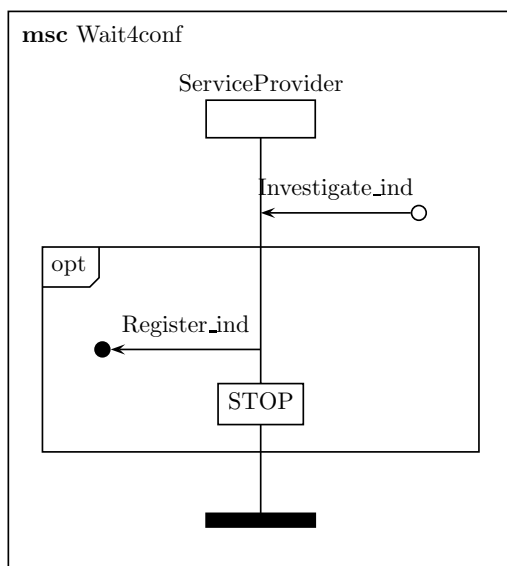 msc Wait4conf
ServiceProvider
Investigate_ind
opt
Register_ind
STOP